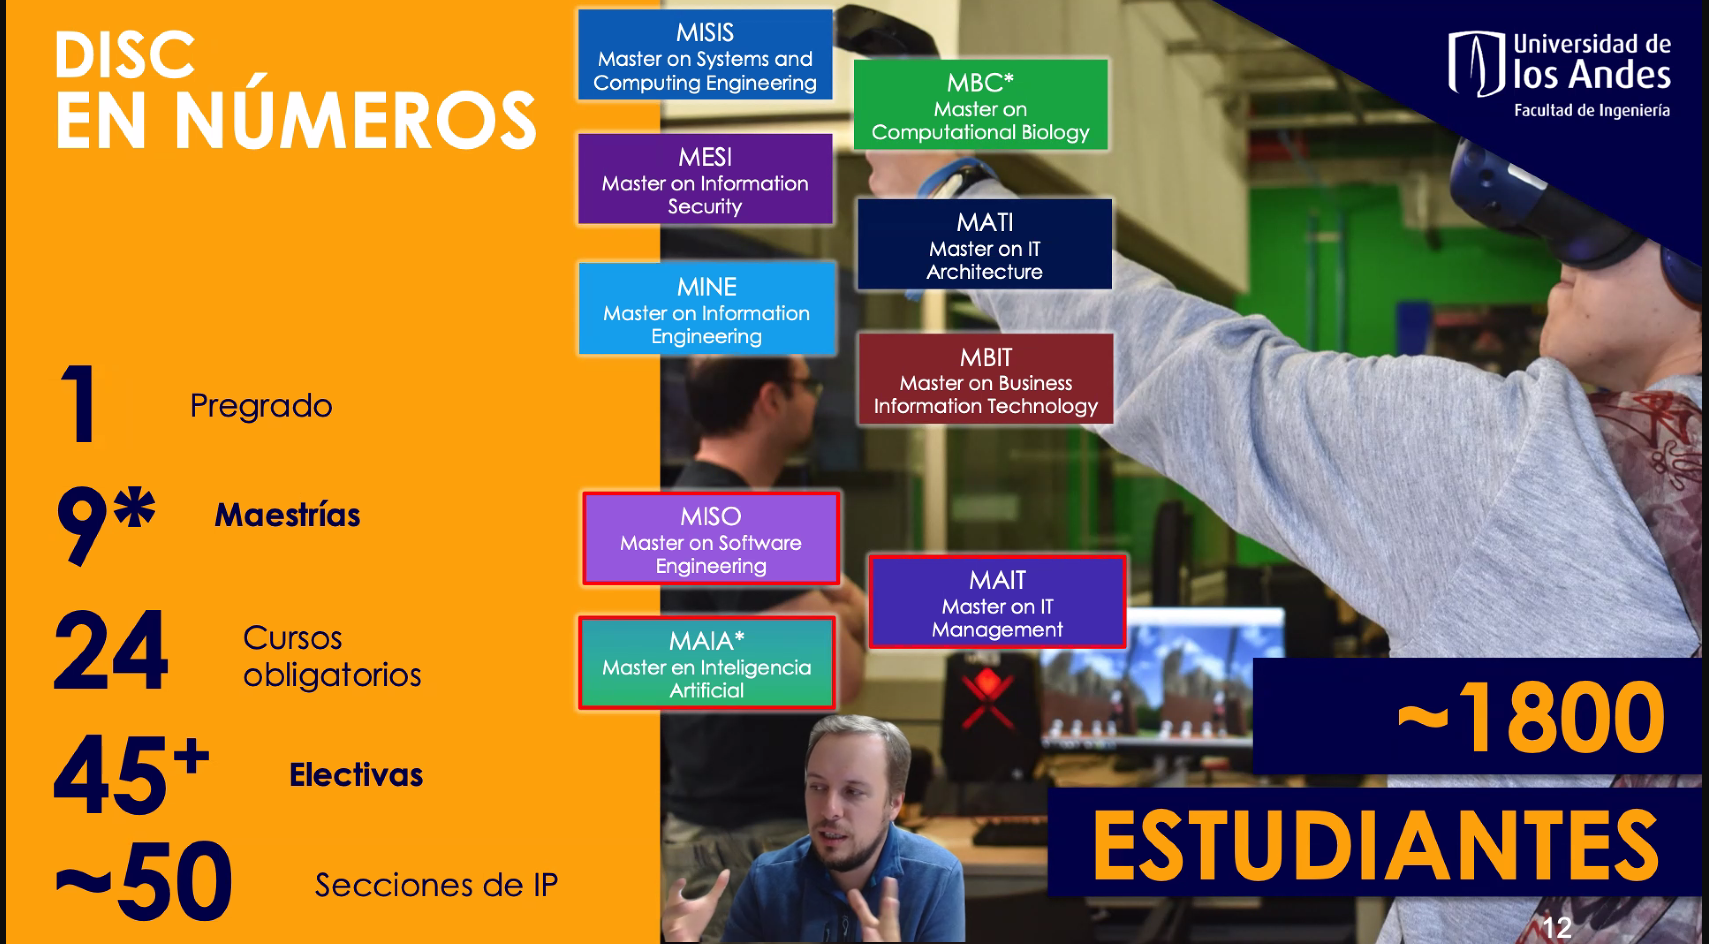 DISC
EN NÚMEROS
1 Pregrado
9* Maestrías
24 Cursos
obligatorios
45+ Electivas
~50 Secciones de IP
MISIS
Master on Systems and
Computing Engineering
MBC*
Master on
Computational Biology
MESI
Master on Information
Security
MATI
Master on IT
Architecture
MINE
Master on Information
Engineering
MBIT
Master on Business
Information Technology
MISO
Master on Software
Engineering
MAIT
Master on IT
Management
MAIA*
Master en Inteligencia
Artificial
Universidad de
los Andes
Facultad de Ingeniería
~1800
ESTUDIANTES
12